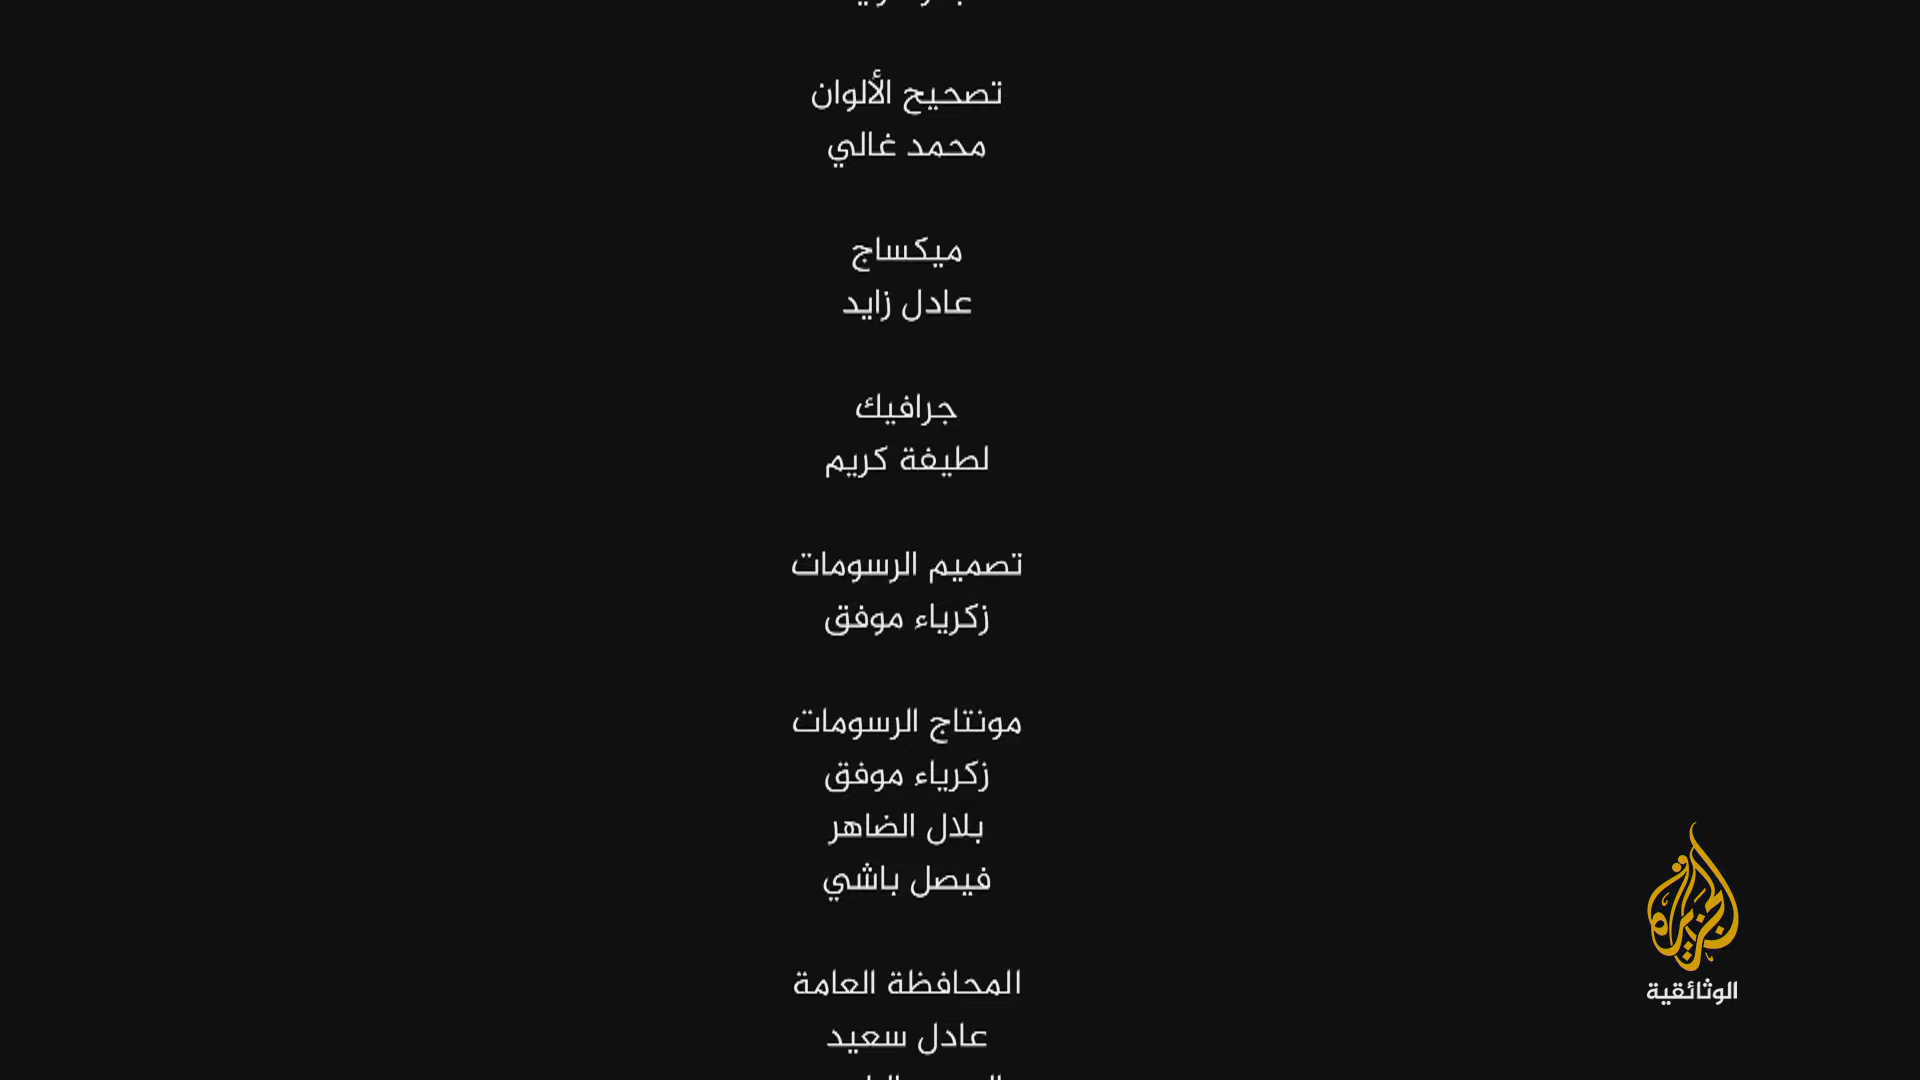 تصحيح الألوان
محمد غالي
ميكساج
عادل زايد
جرافيك
لطيفة كريم
تصميم الرسومات
زكرياء موفق
مونتاج الرسومات
زكرياء موفق
بلال الضاهر
فيصل باشي
المحافظة العامة
عادل سعيد
الجزيرة
الوثائقية